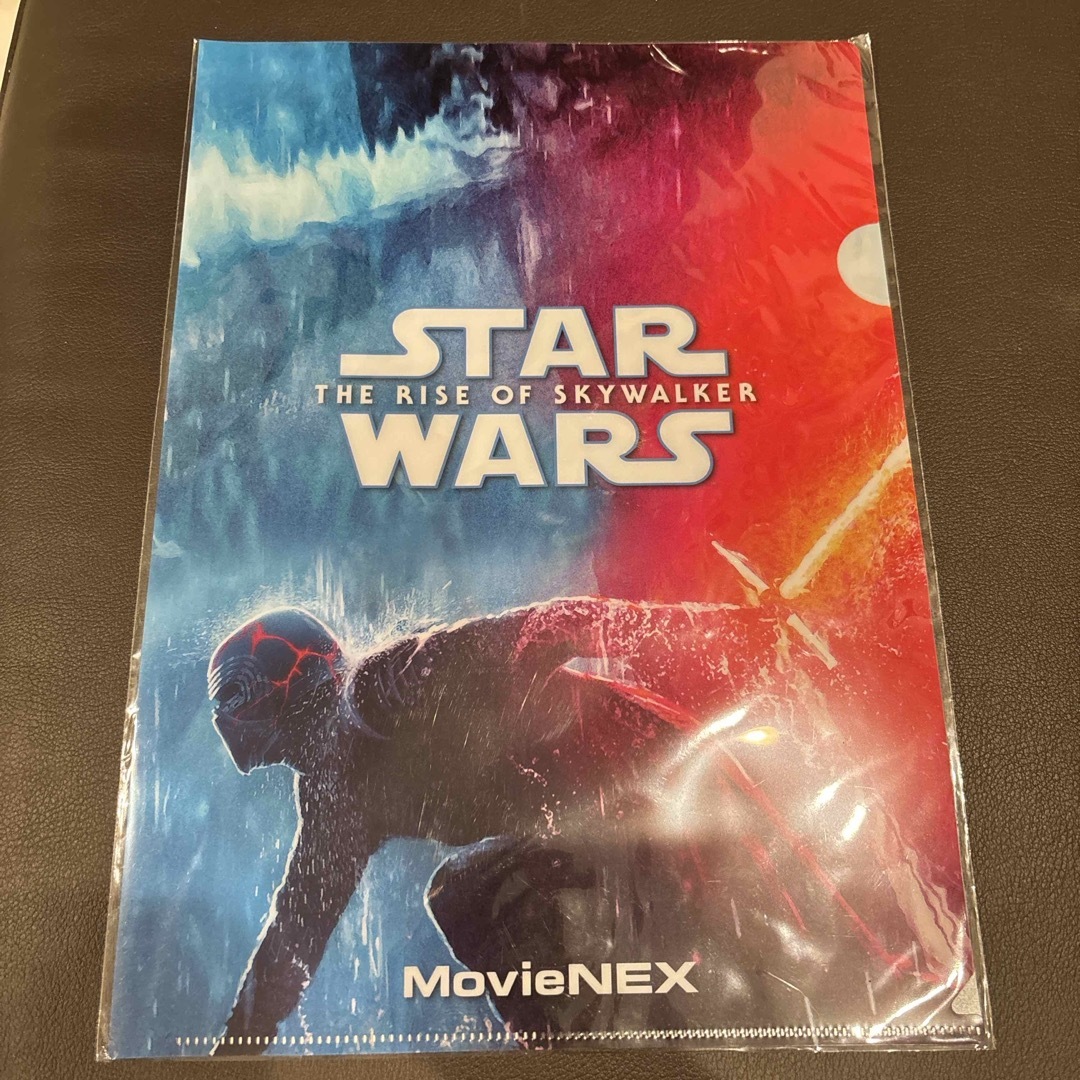 STAR
THE RISE OF SKYWALKER
WARS
MovieNEX